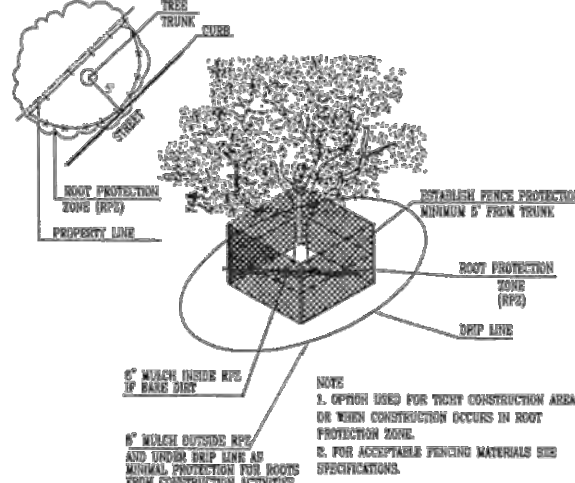 TREE
TRUNK
CURB
5'
STREET
ROOT PROTECTION
ZONE (RPZ)
PROPERTY LINE
ESTABLISH FENCE PROTECTION
MINIMUM 5' FROM TRUNK
ROOT PROTECTION
ZONE
(RPZ)
DRIP LINE
6" MULCH INSIDE RPZ
IF BARE DIRT
6" MULCH OUTSIDE RPZ
AND UNDER DRIP LINE AS
MINIMAL PROTECTION FOR ROOTS
FROM CONSTRUCTION ACTIVITIES
NOTE
1. OPTION USED FOR TIGHT CONSTRUCTION AREA
OR WHEN CONSTRUCTION OCCURS IN ROOT
PROTECTION ZONE.
2. FOR ACCEPTABLE FENCING MATERIALS SEE
SPECIFICATIONS.